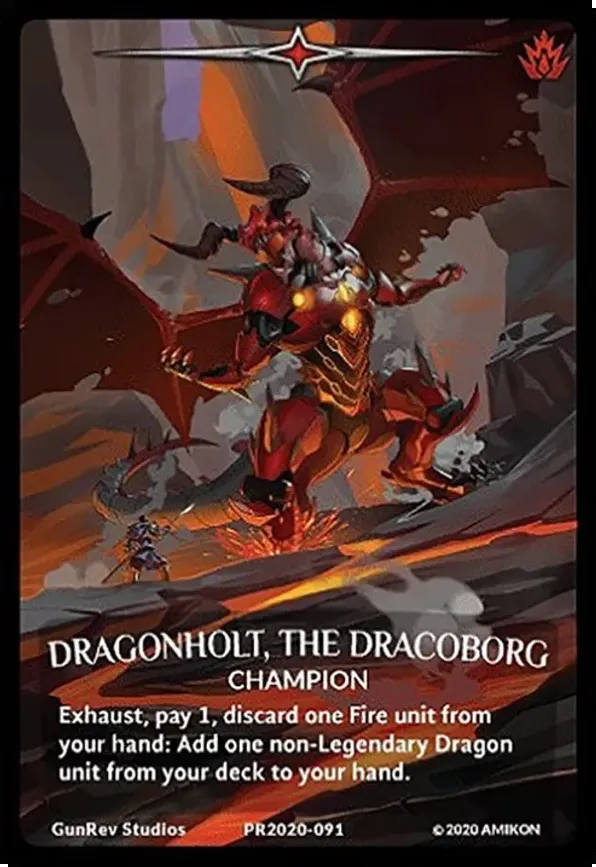 DRAGONHOLT, THE DRACOBORG
CHAMPION
Exhaust, pay 1, discard one Fire unit from
your hand: Add one non-Legendary Dragon
unit from your deck to your hand.
GunRev Studios PR2020-091 © 2020 AMIKON